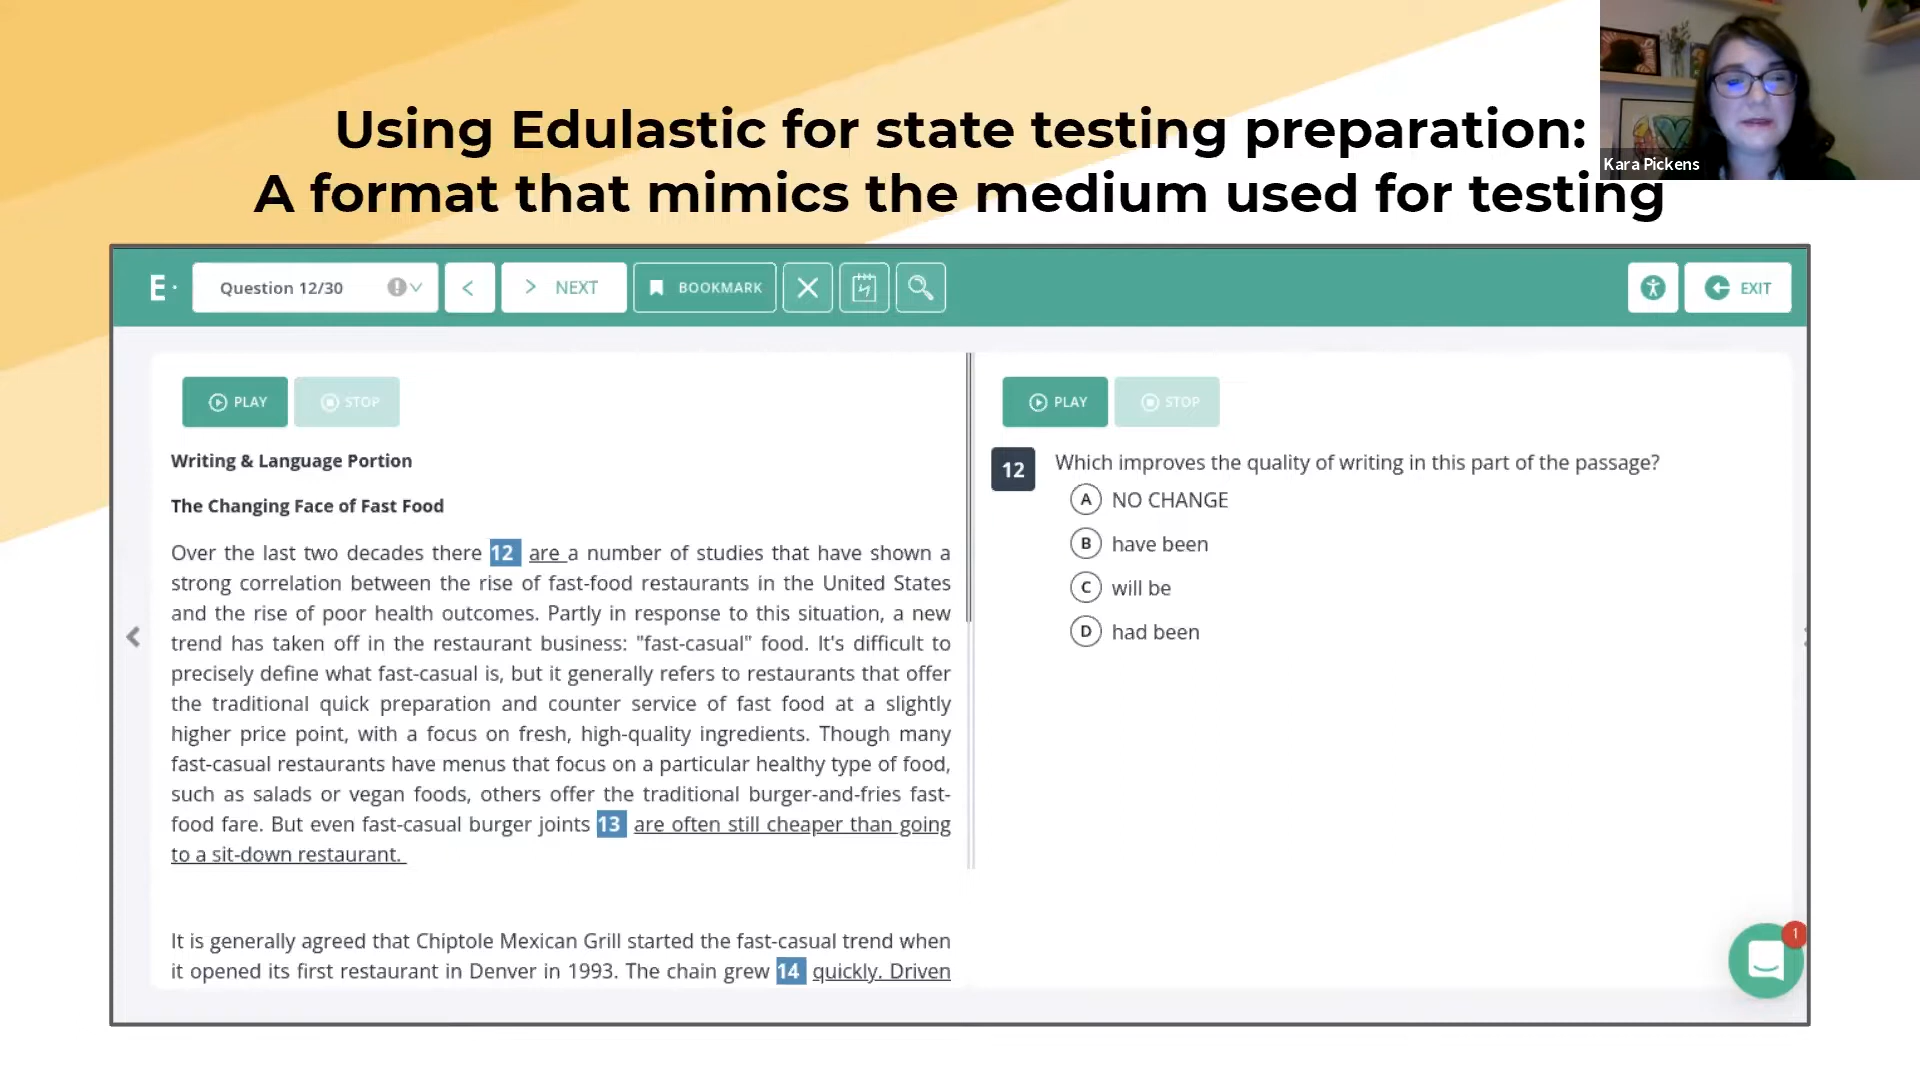 Using Edulastic for state testing preparation:
A format that mimics the medium used for testing
Kara Pickens
E·
Question 12/30
NEXT
BOOKMARK
EXIT
PLAY
STOP
Writing & Language Portion
The Changing Face of Fast Food
Over the last two decades there 12 are a number of studies that have shown a
strong correlation between the rise of fast-food restaurants in the United States
and the rise of poor health outcomes. Partly in response to this situation, a new
trend has taken off in the restaurant business: "fast-casual" food. It's difficult to
precisely define what fast-casual is, but it generally refers to restaurants that offer
the traditional quick preparation and counter service of fast food at a slightly
higher price point, with a focus on fresh, high-quality ingredients. Though many
fast-casual restaurants have menus that focus on a particular healthy type of food,
such as salads or vegan foods, others offer the traditional burger-and-fries fast-
food fare. But even fast-casual burger joints 13 are often still cheaper than going
to a sit-down restaurant.
It is generally agreed that Chiptole Mexican Grill started the fast-casual trend when
it opened its first restaurant in Denver in 1993. The chain grew 14 quickly. Driven
PLAY
STOP
12 Which improves the quality of writing in this part of the passage?
A NO CHANGE
B have been
C will be
D had been
1